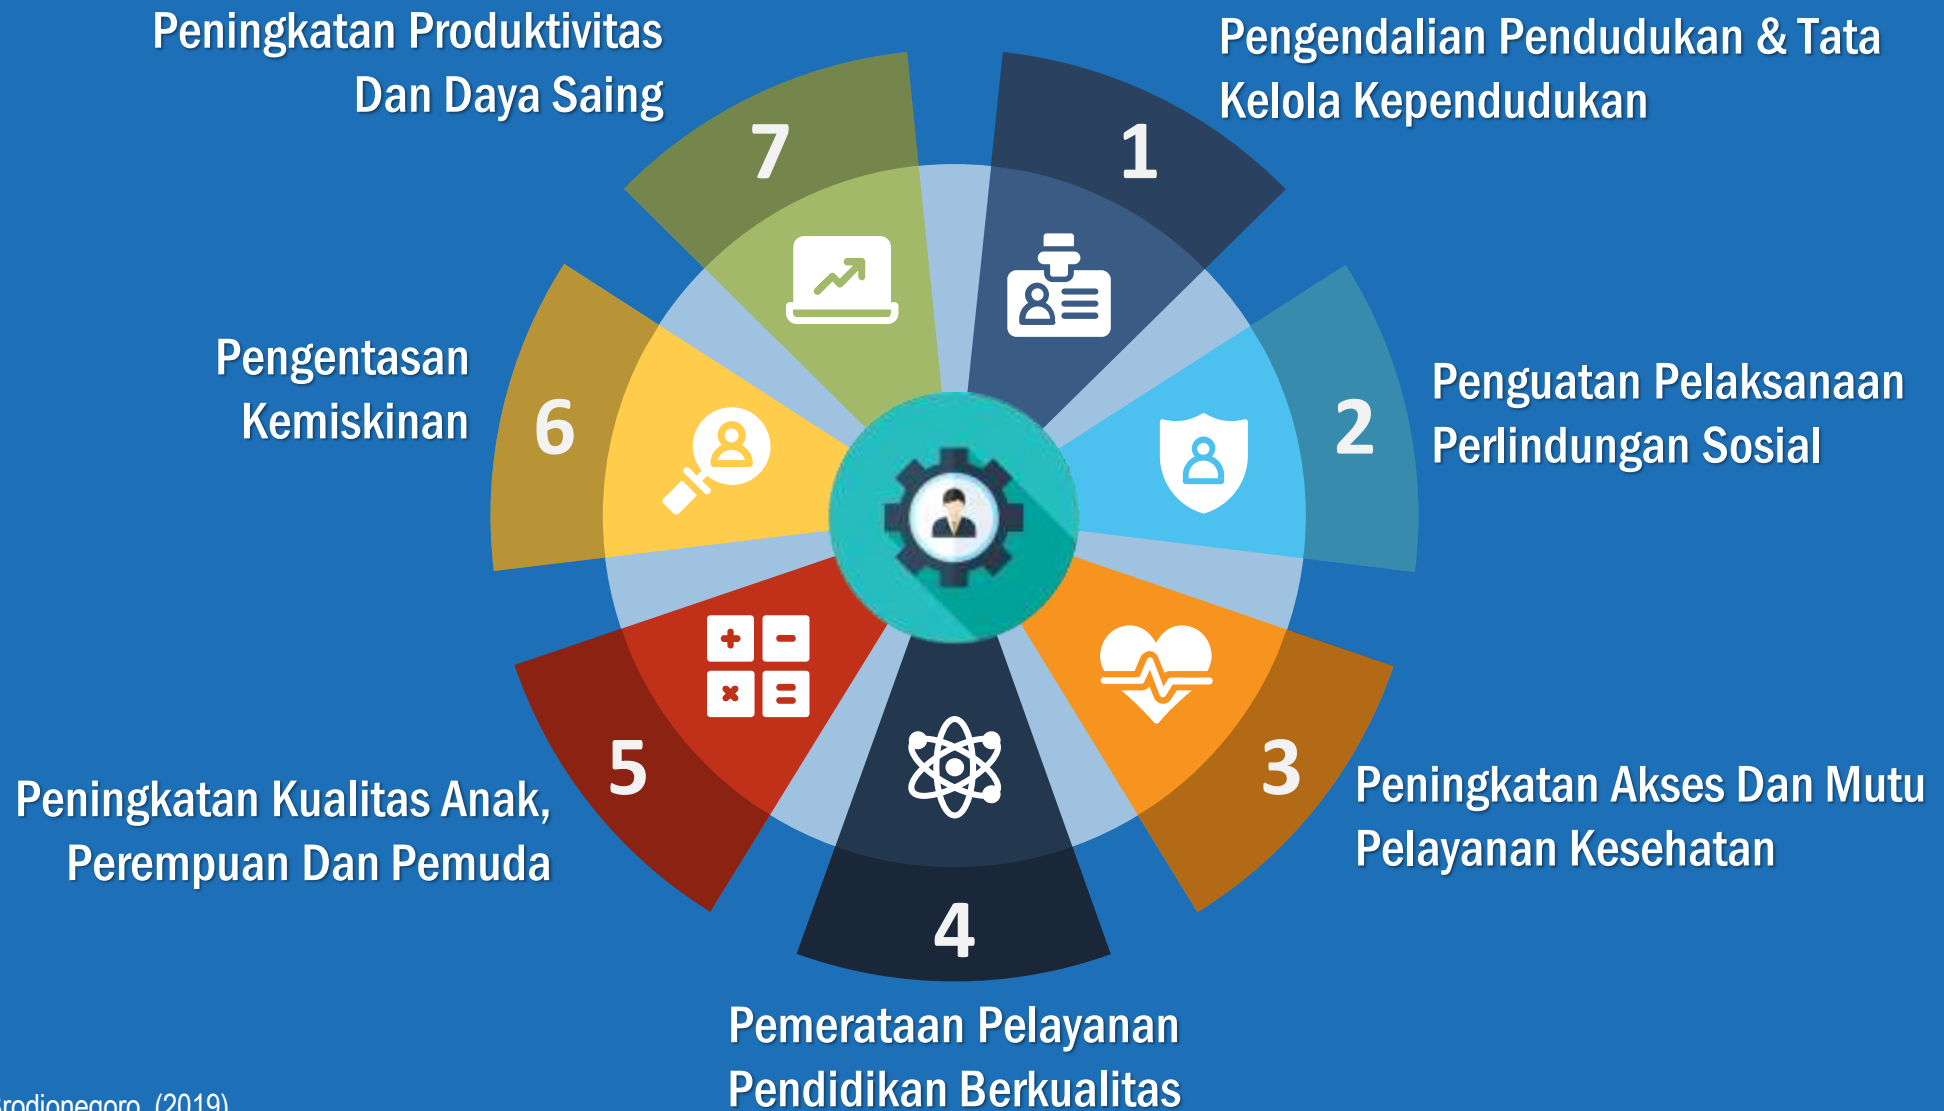 Peningkatan Produktivitas
Dan Daya Saing
7
Pengendalian Pendudukan & Tata
Kelola Kependudukan
1
Penguatan Pelaksanaan
Perlindungan Sosial
2
Peningkatan Akses Dan Mutu
Pelayanan Kesehatan
3
4
Pemerataan Pelayanan
Pendidikan Berkualitas
5
Peningkatan Kualitas Anak,
Perempuan Dan Pemuda
6
Pengentasan
Kemiskinan
(2019)